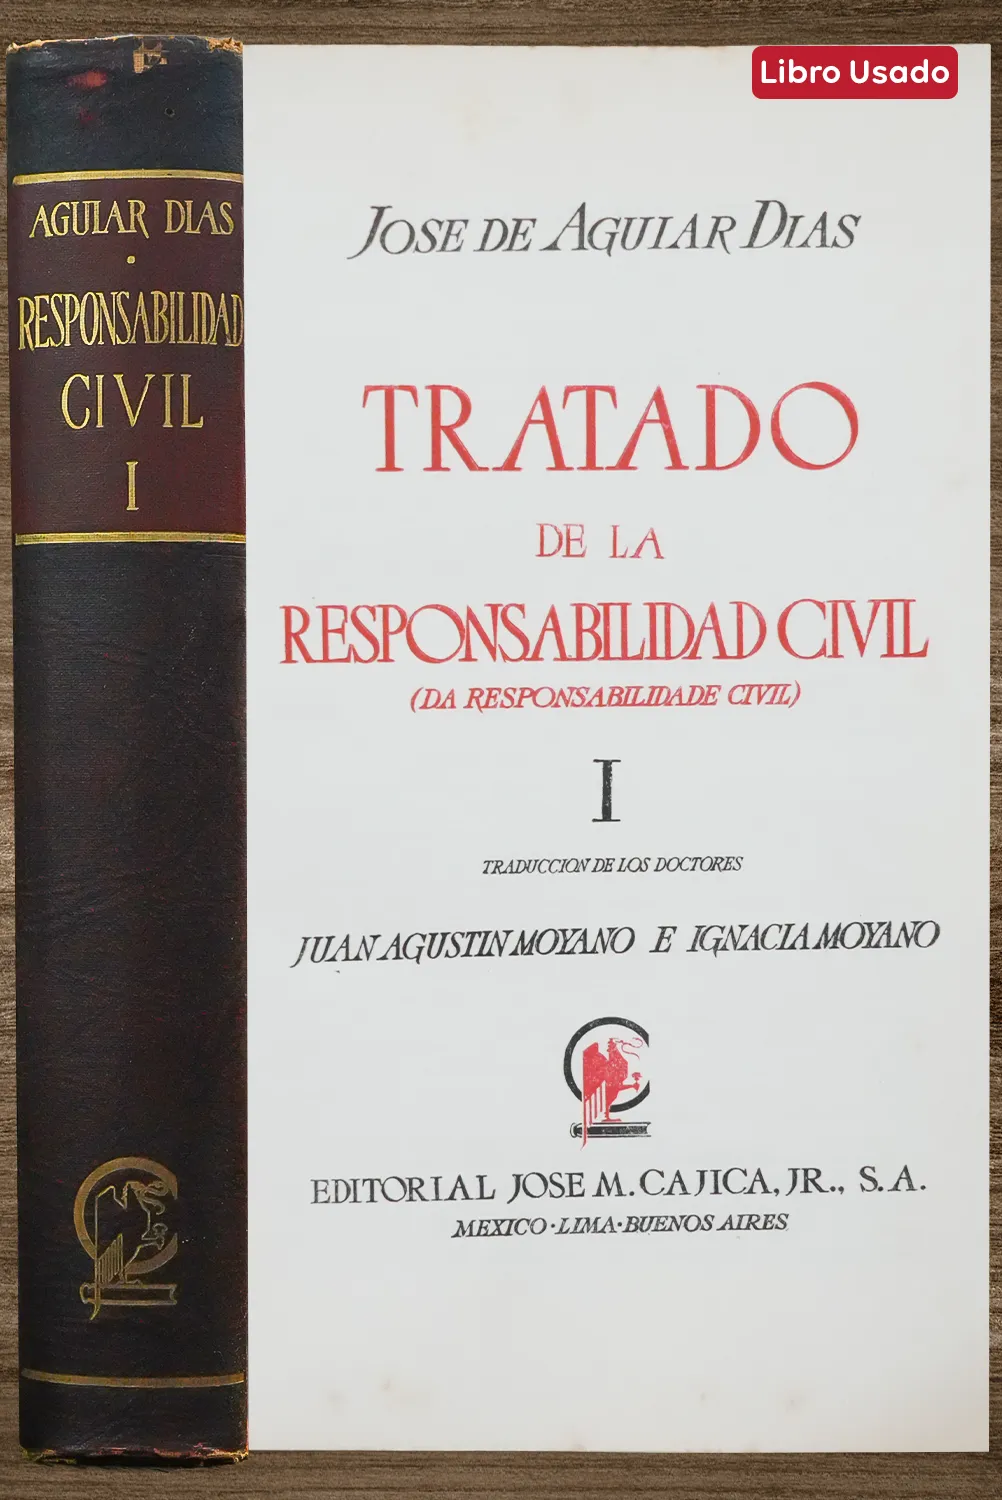 Libro Usado
AGUIAR DIAS
·
RESPONSABILIDAD
CIVIL
I
JOSE DE AGUIAR DIAS
TRATADO
DE LA
RESPONSABILIDAD CIVIL
(DA RESPONSABILIDADE CIVIL)
I
TRADUCCION DE LOS DOCTORES
JUAN AGUSTIN MOYANO E IGNACIA MOYANO
EDITORIAL JOSE M. CAJICA, JR., S.A.
MEXICO·LIMA·BUENOS AIRES